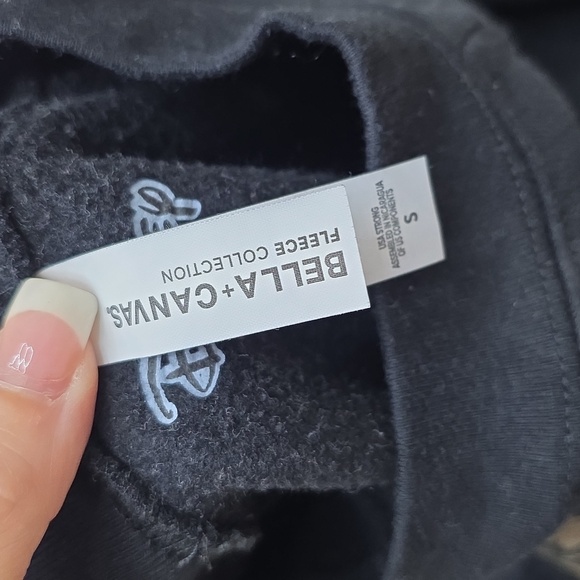 BELLA+CANVAS.
FLEECE COLLECTION
S
USA STRONG
ASSEMBLED IN NICARAGUA
OF US COMPONENTS